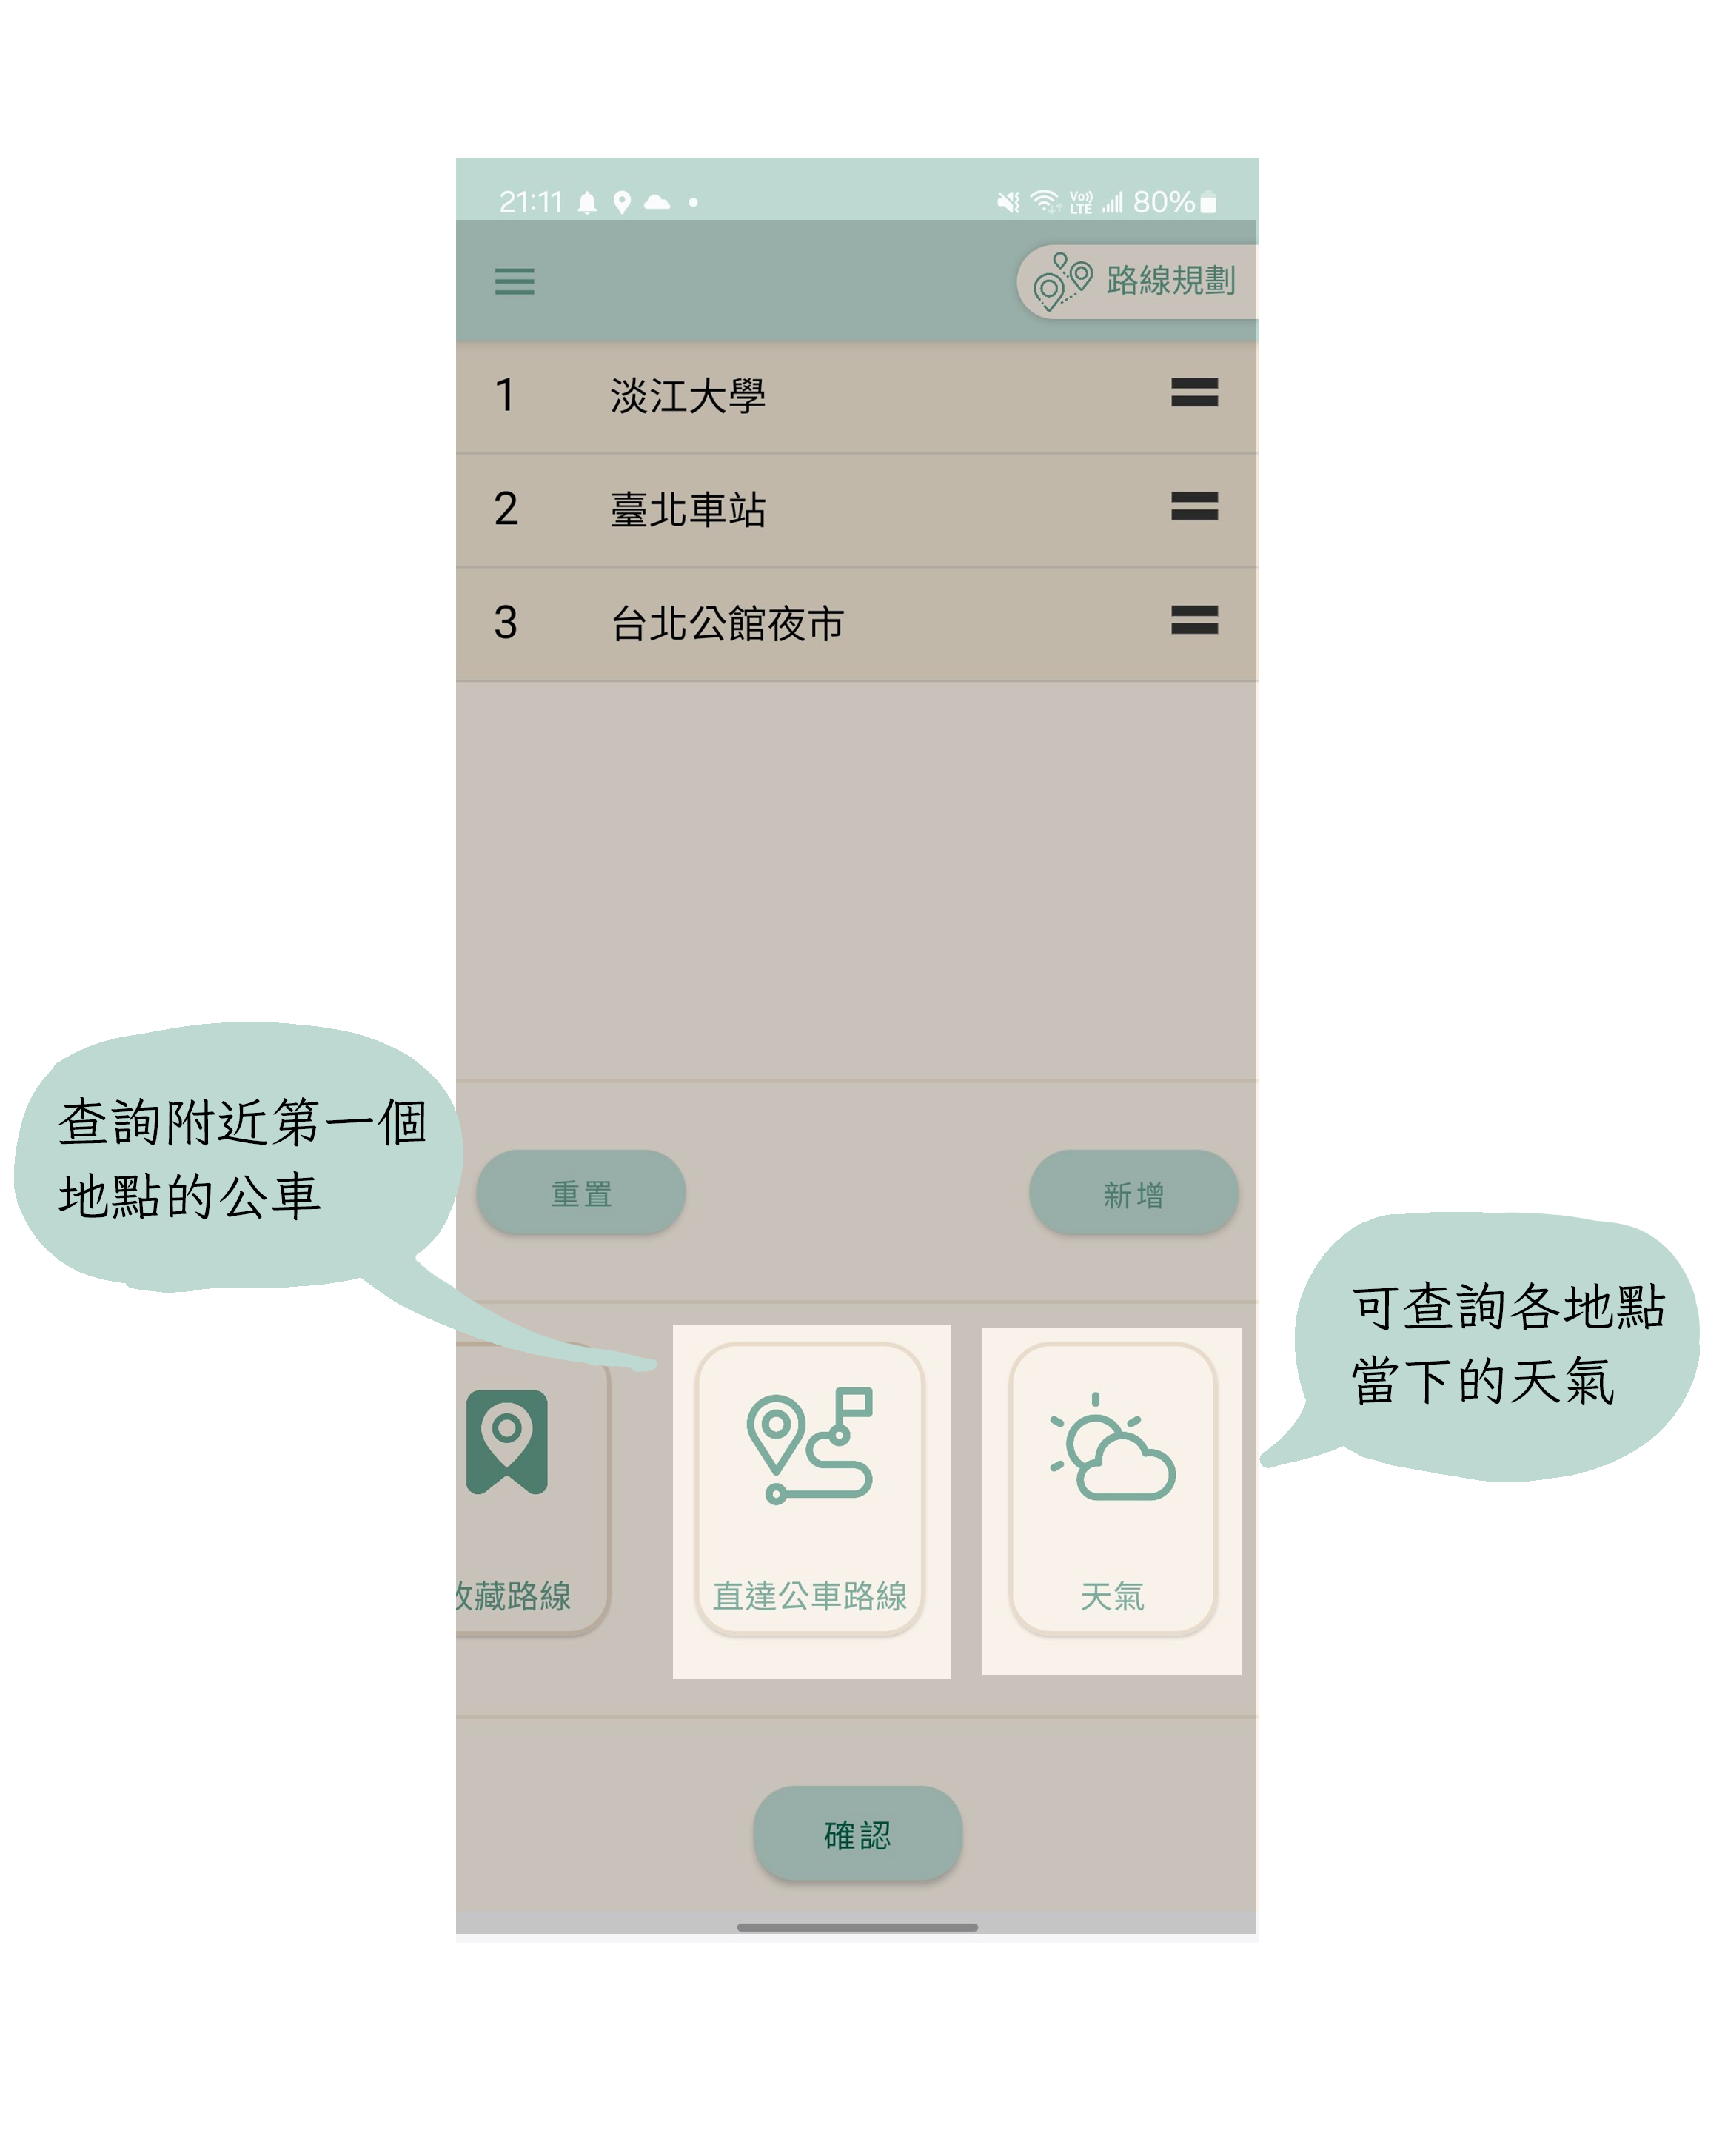 21:11
Vo)) LTE
80%
路線規劃
1 淡江大學
2 臺北車站
3 台北公館夜市
查詢附近第一個
地點的公車
重置
新增
可查詢各地點
當下的天氣
收藏路線
直達公車路線
天氣
確認